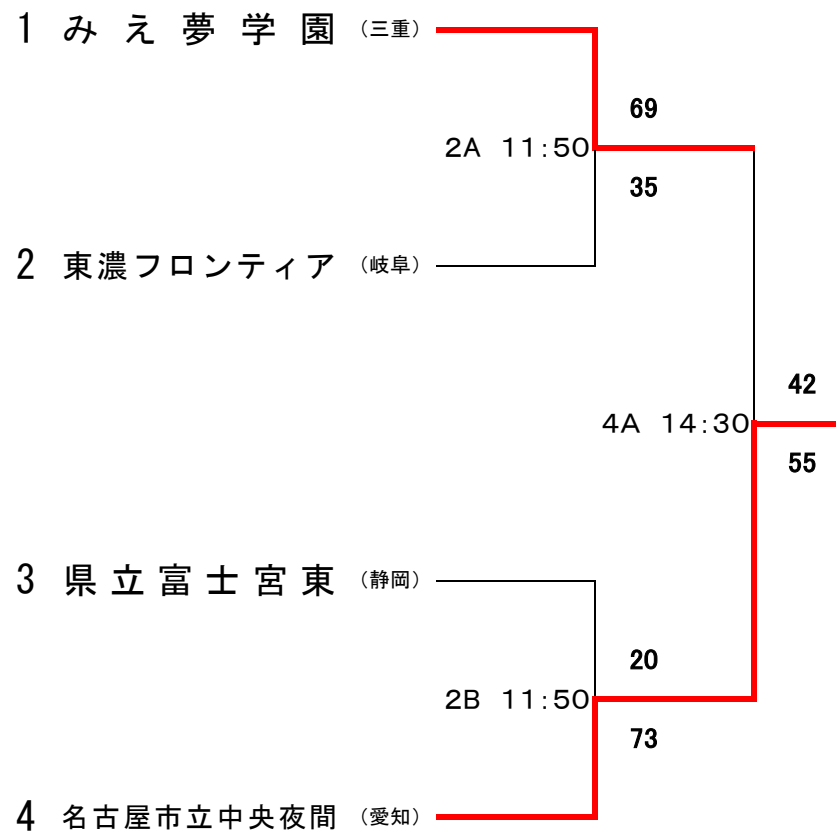 1 みえ夢学園 （三重）
69
2A 11:50
35
2 東濃フロンティア （岐阜）
42
4A 14:30
55
3 県立富士宮東 （静岡）
20
2B 11:50
73
4 名古屋市立中央夜間 （愛知）